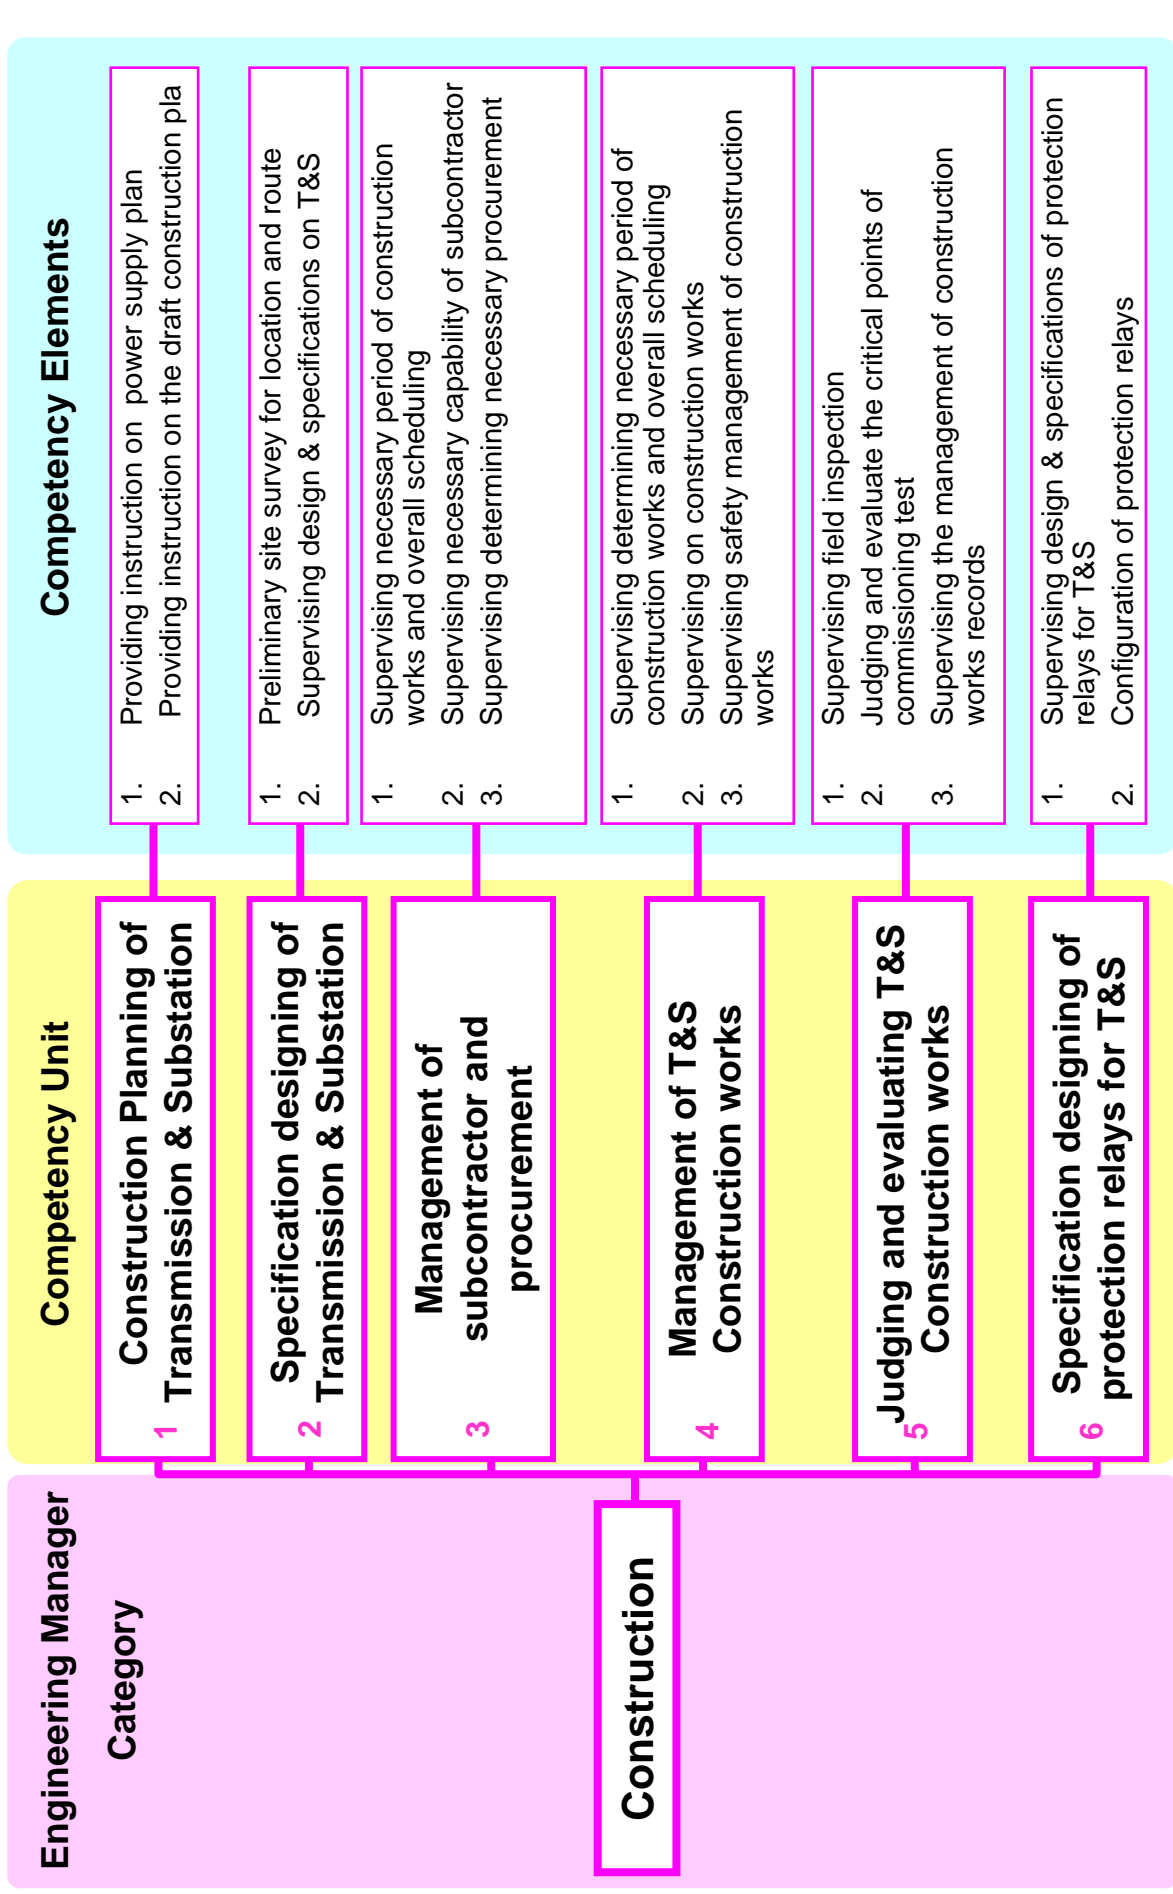 Engineering Manager
Category
Construction
Competency Unit
1
Construction Planning of
Transmission & Substation
2
Specification designing of
Transmission & Substation
3
Management of
subcontractor and
procurement
4
Management of T&S
Construction works
5
Judging and evaluating T&S
Construction works
6
Specification designing of
protection relays for T&S
Competency Elements
1. Providing instruction on power supply plan
2. Providing instruction on the draft construction pla
1. Preliminary site survey for location and route
2. Supervising design & specifications on T&S
1. Supervising necessary period of construction
works and overall scheduling
2. Supervising necessary capability of subcontractor
3. Supervising determining necessary procurement
1. Supervising determining necessary period of
construction works and overall scheduling
2. Supervising on construction works
3. Supervising safety management of construction
works
1. Supervising field inspection
2. Judging and evaluate the critical points of
commissioning test
3. Supervising the management of construction
works records
1. Supervising design & specifications of protection
relays for T&S
2. Configuration of protection relays